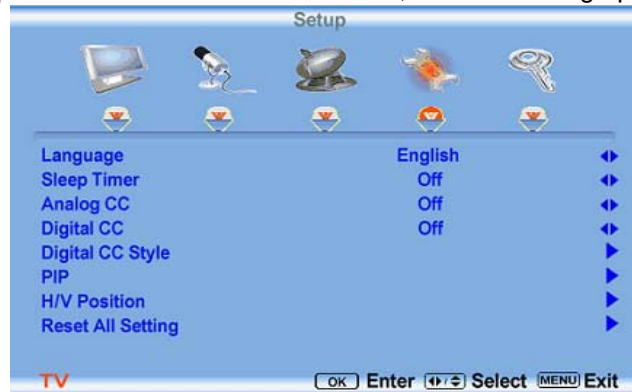 Setup
Language English
Sleep Timer Off
Analog CC Off
Digital CC Off
Digital CC Style
PIP
H/V Position
Reset All Setting
TV OK Enter Select MENU Exit